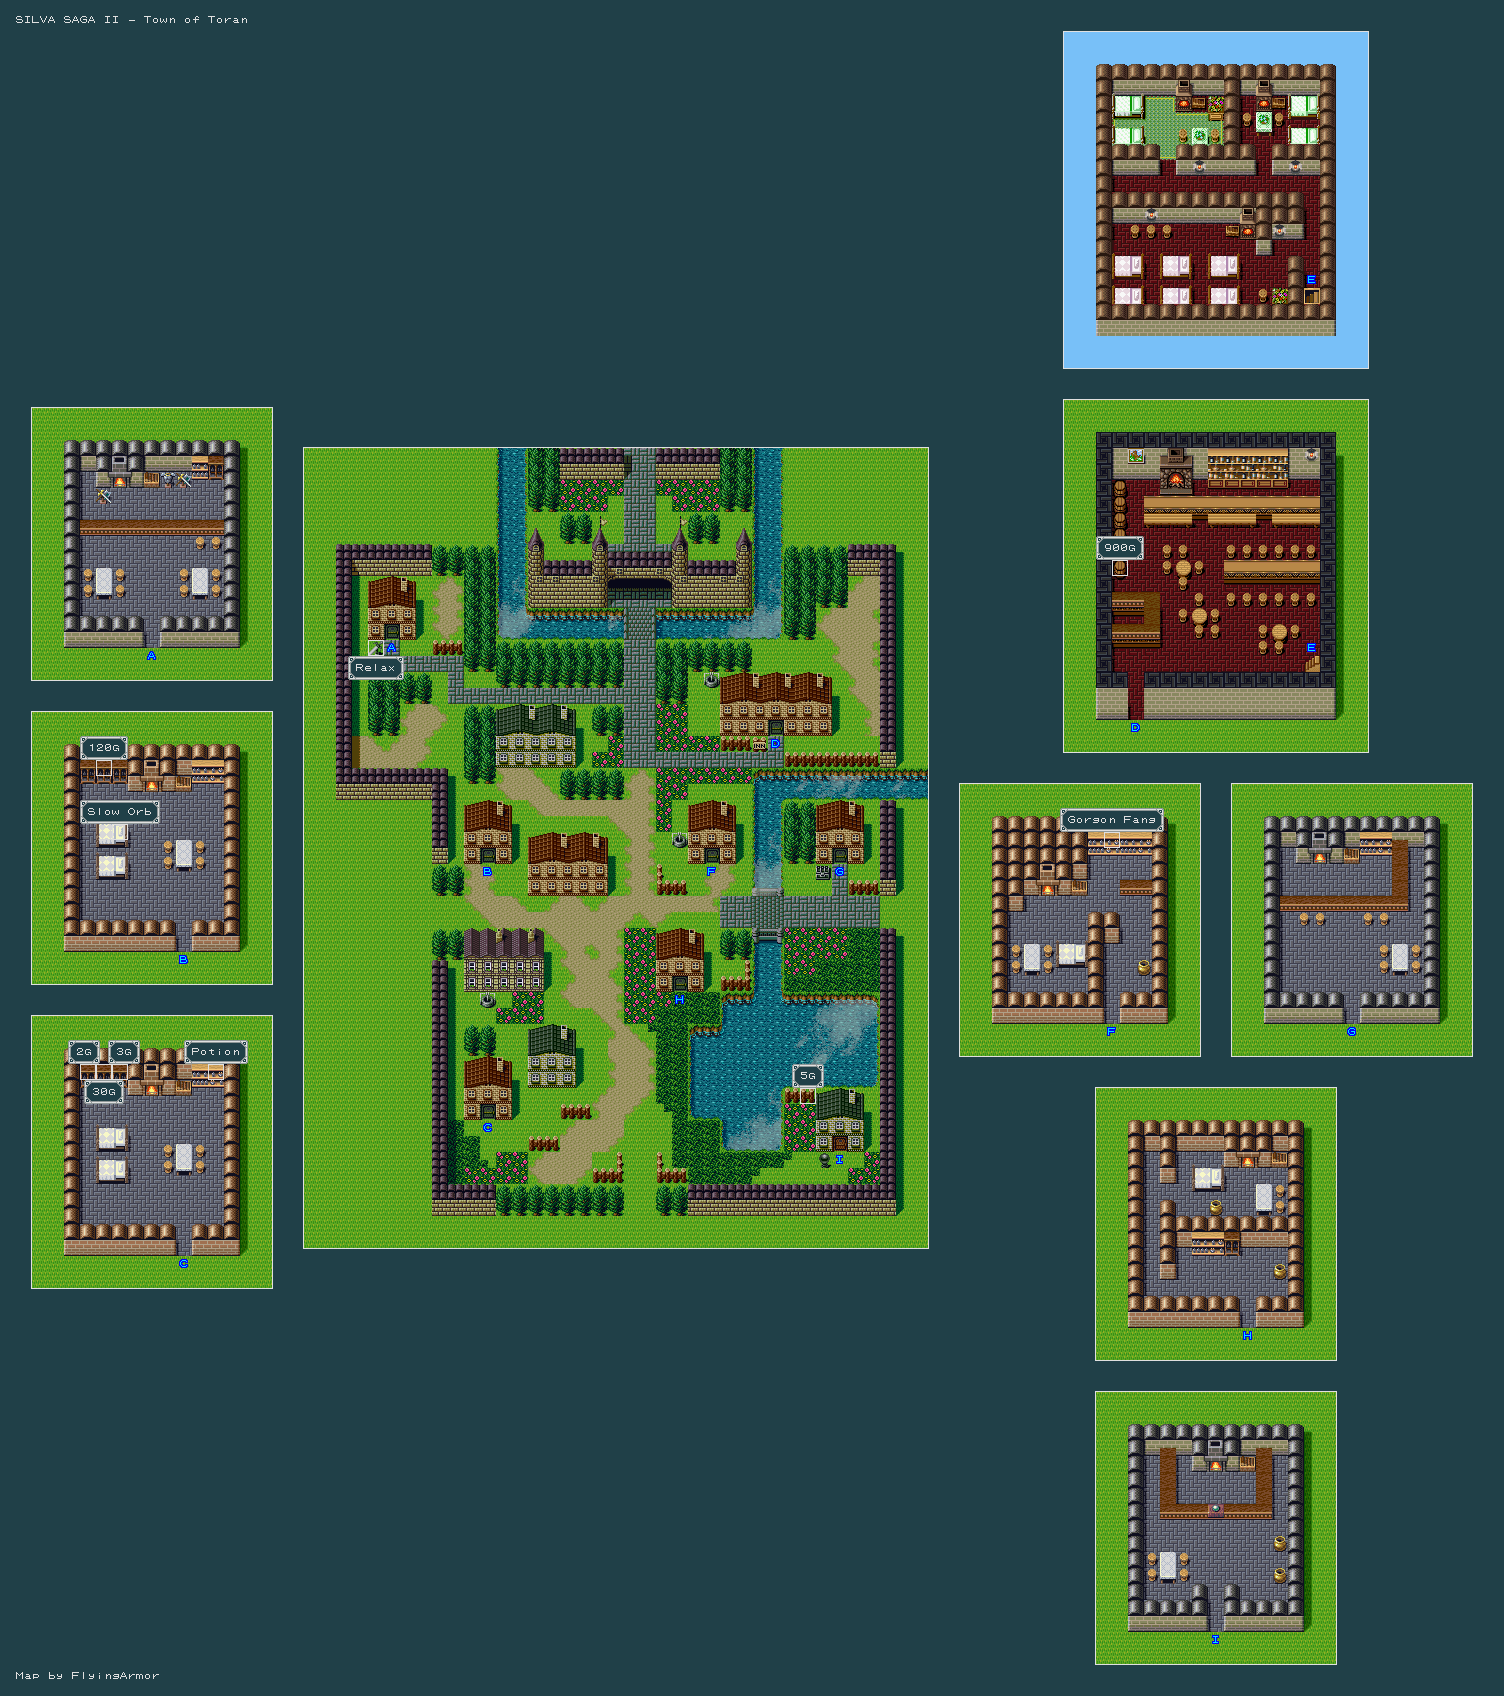 SILVA SAGA II - Town of Toran
E
A
Relax
INN
D
900G
E
D
A
120G
Slow Orb
B
B
F
G
Gorgon Fang
F
G
2G
3G
Potion
30G
C
H
5G
C
I
H
I
Map by FlyingArmor